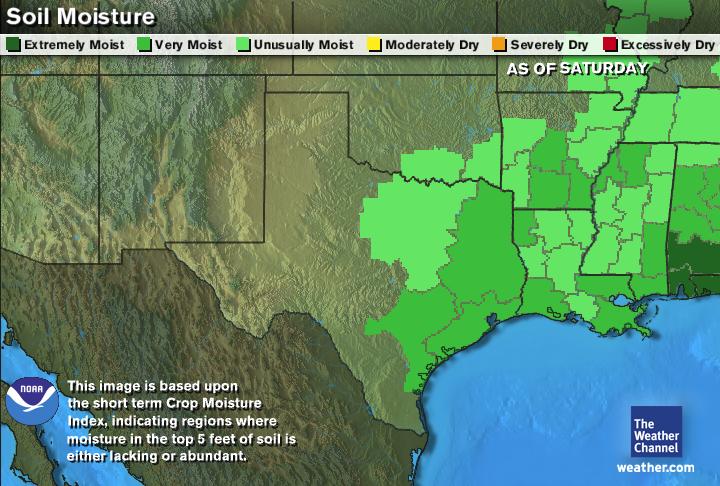 Soil Moisture
Extremely Moist Very Moist Unusually Moist Moderately Dry Severely Dry Excessively Dry
AS OF SATURDAY
NOAA
This image is based upon
the short term Crop Moisture
Index, indicating regions where
moisture in the top 5 feet of soil is
either lacking or abundant.
The
Weather
Channel
weather.com